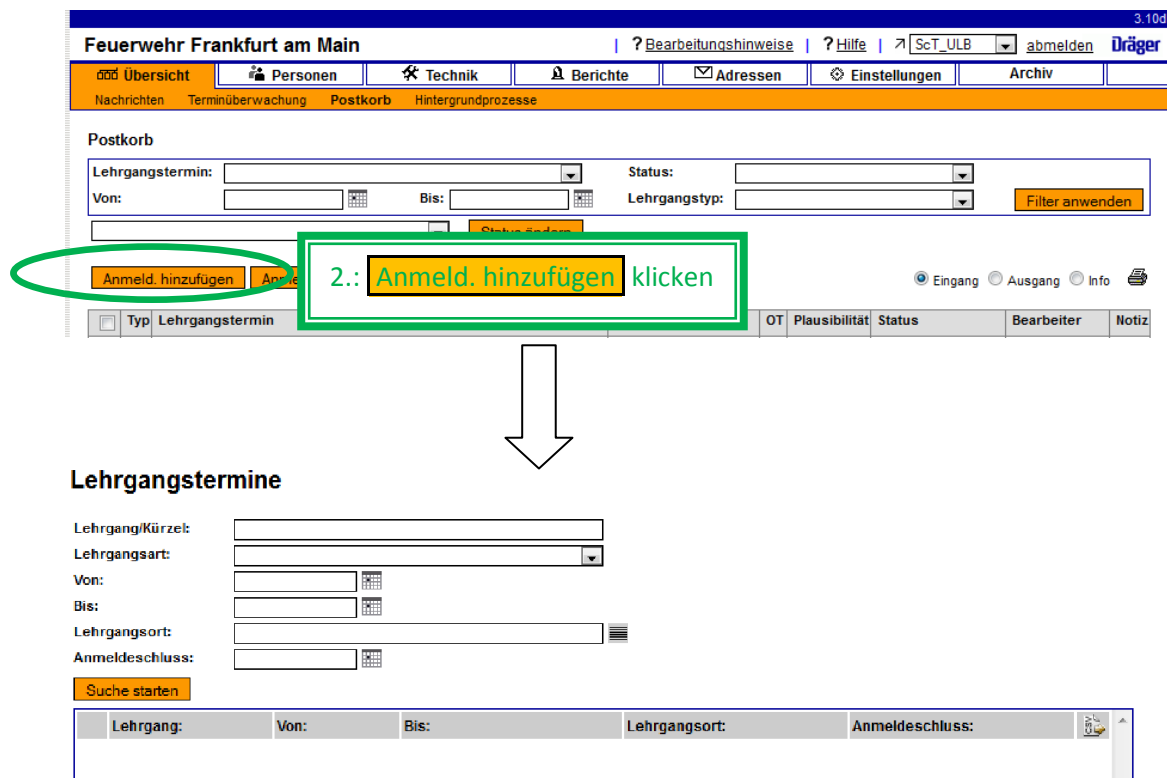 3.10d
Feuerwehr Frankfurt am Main | ? Bearbeitungshinweise | ? Hilfe | ScT_ULB abmelden Dräger
Übersicht Personen Technik Berichte Adressen Einstellungen Archiv
Nachrichten Terminüberwachung Postkorb Hintergrundprozesse
Postkorb
Lehrgangstermin: Status:
Von: Bis: Lehrgangstyp: Filter anwenden
Status ändern
Anmeld. hinzufügen 2.: Anmeld. hinzufügen klicken Eingang Ausgang Info
Typ Lehrgangstermin OT Plausibilität Status Bearbeiter Notiz
Lehrgangstermine
Lehrgang/Kürzel:
Lehrgangsart:
Von:
Bis:
Lehrgangsort:
Anmeldeschluss:
Suche starten
Lehrgang: Von: Bis: Lehrgangsort: Anmeldeschluss: CSV